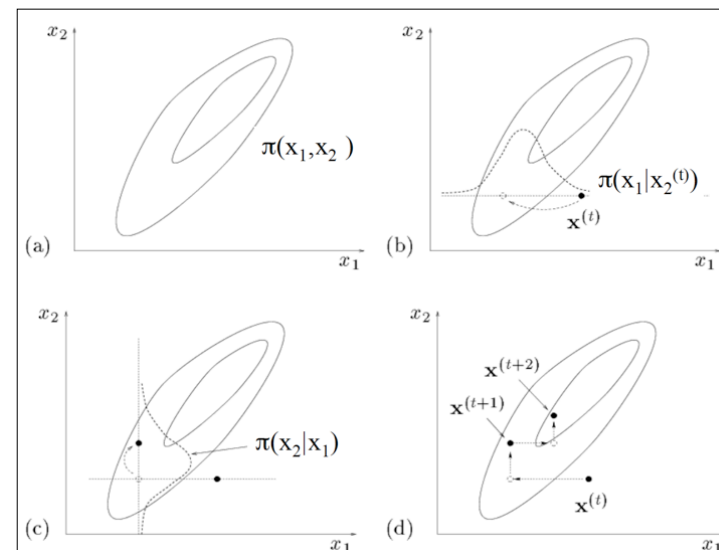 x₂
π(x₁,x₂ )
(a)
x₁
x₂
π(x₁|x₂⁽ᵗ⁾)
x⁽ᵗ⁾
(b)
x₁
x₂
π(x₂|x₁)
(c)
x₁
x₂
x⁽ᵗ⁺²⁾
x⁽ᵗ⁺¹⁾
x⁽ᵗ⁾
(d)
x₁